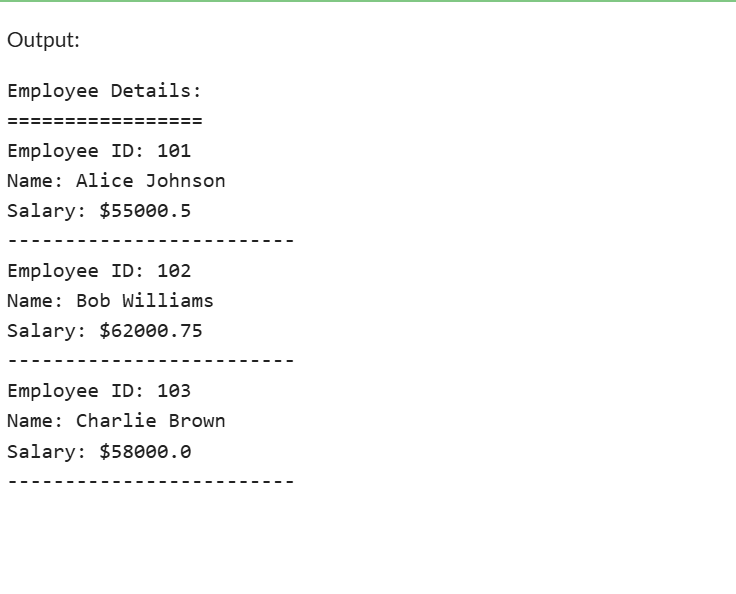 Output:
Employee Details:
=================
Employee ID: 101
Name: Alice Johnson
Salary: $55000.5
-------------------------
Employee ID: 102
Name: Bob Williams
Salary: $62000.75
-------------------------
Employee ID: 103
Name: Charlie Brown
Salary: $58000.0
-------------------------